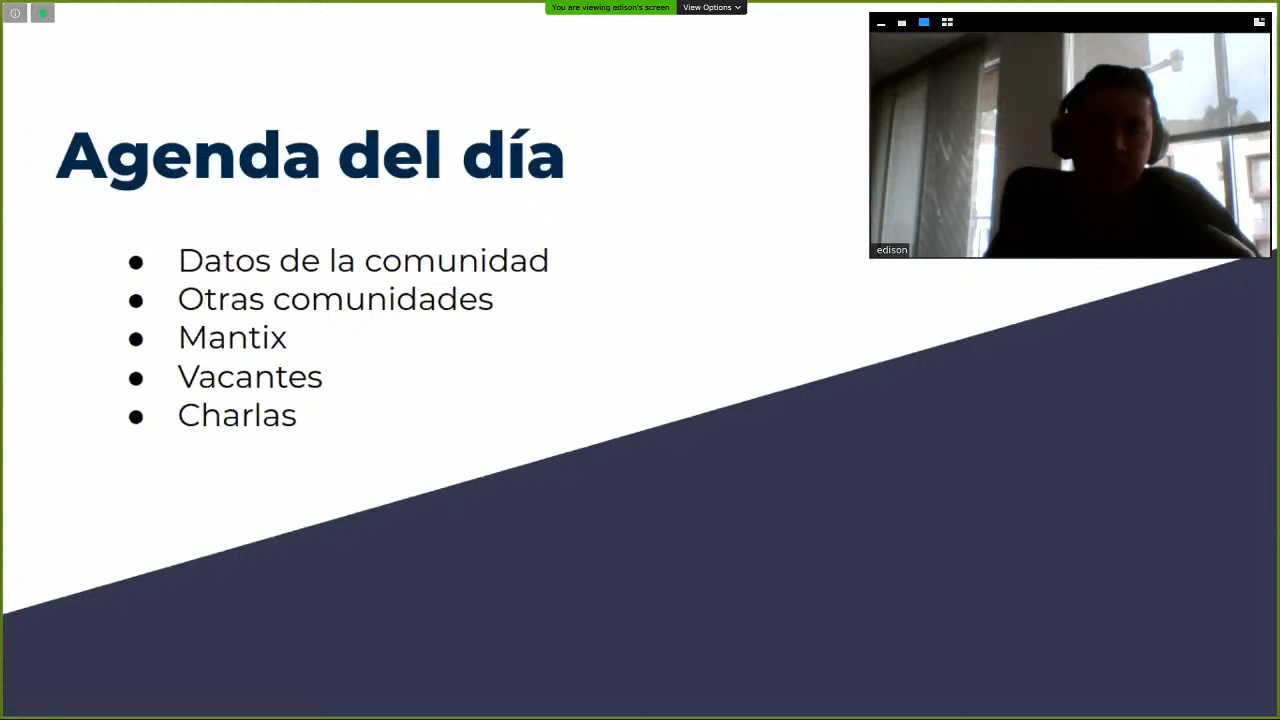 You are viewing edison's screen
View Options
Agenda del día
● Datos de la comunidad
● Otras comunidades
● Mantix
● Vacantes
● Charlas
edison